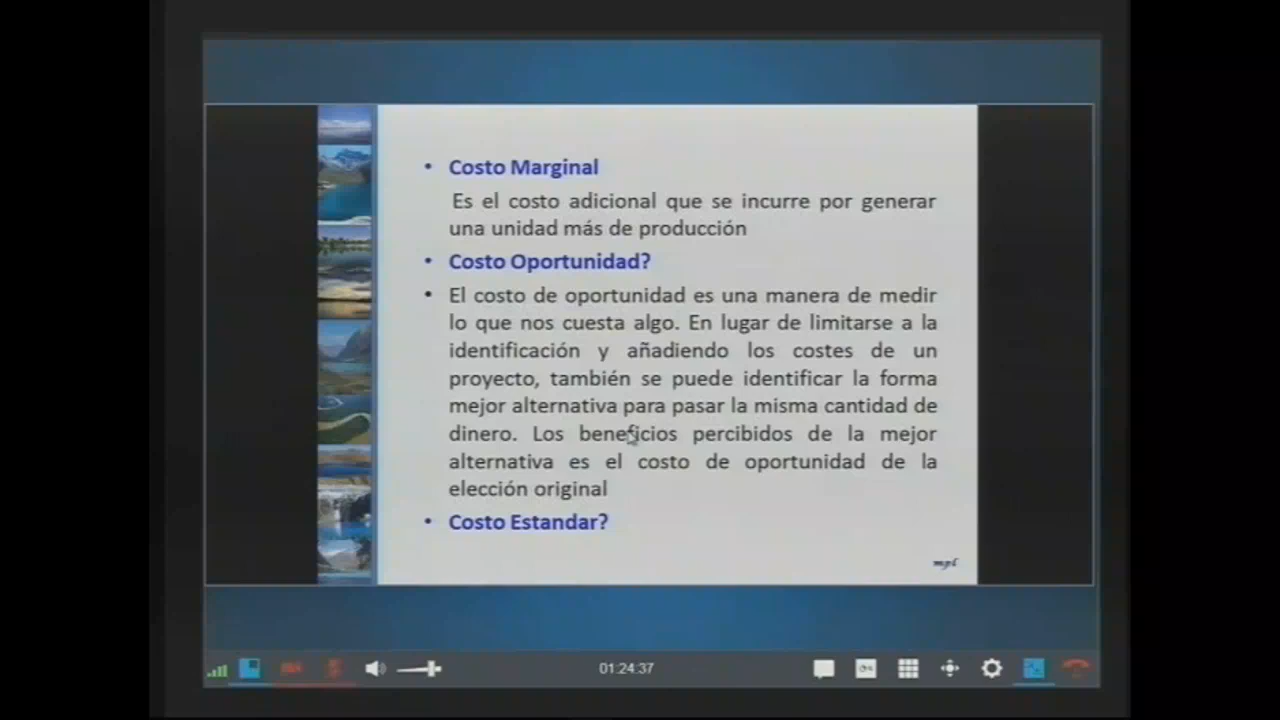 Costo Marginal
Es el costo adicional que se incurre por generar
una unidad más de producción
Costo Oportunidad?
El costo de oportunidad es una manera de medir
lo que nos cuesta algo. En lugar de limitarse a la
identificación y añadiendo los costes de un
proyecto, también se puede identificar la forma
mejor alternativa para pasar la misma cantidad de
dinero. Los beneficios percibidos de la mejor
alternativa es el costo de oportunidad de la
elección original
Costo Estandar?
mpl
01:24:37